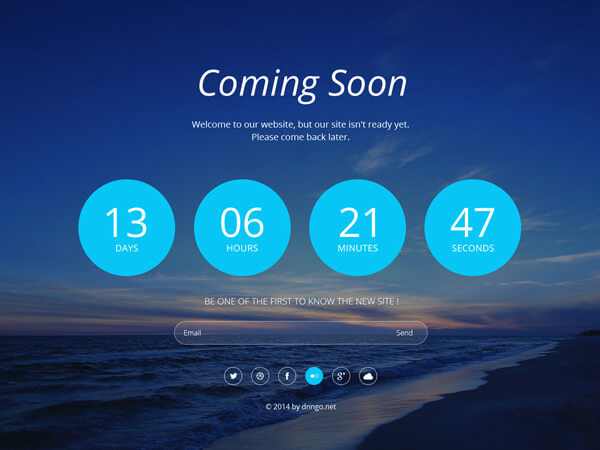 Coming Soon
Welcome to our website, but our site isn't ready yet.
Please come back later.
13 06 21 47
DAYS HOURS MINUTES SECONDS
BE ONE OF THE FIRST TO KNOW THE NEW SITE !
Email Send
© 2014 by dnngo.net